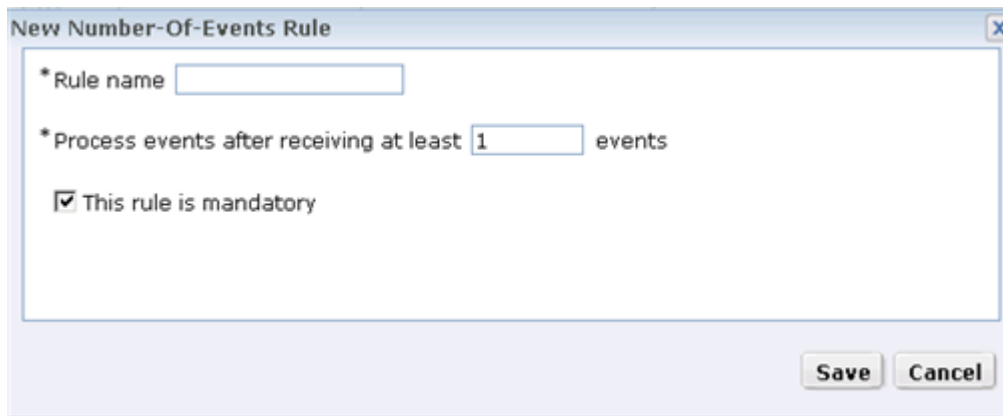 New Number-Of-Events Rule
*Rule name
*Process events after receiving at least 1 events
This rule is mandatory
Save Cancel